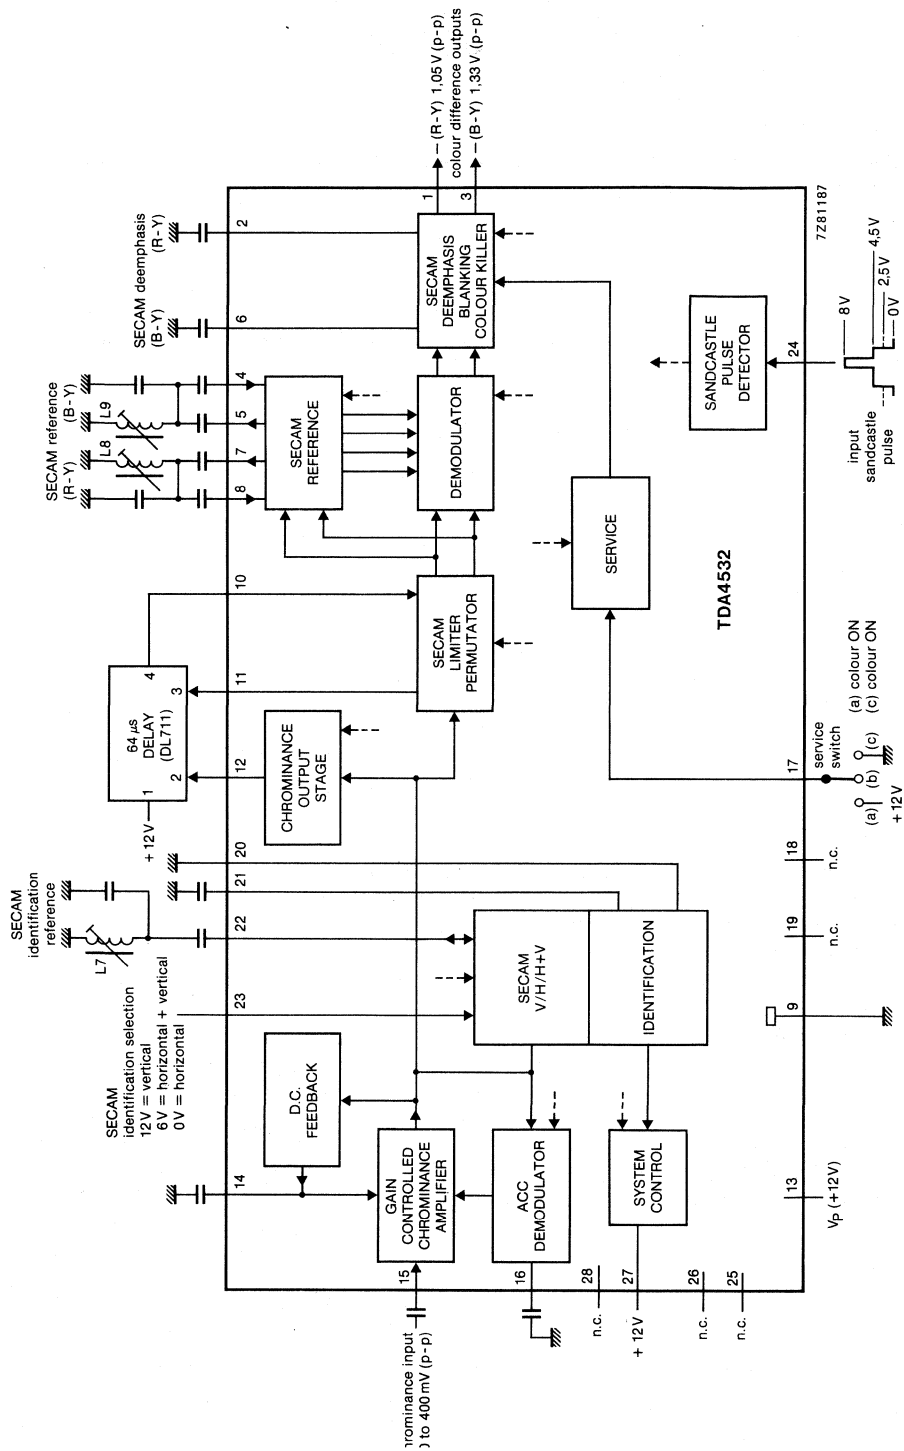 -(R-Y) 1,05 V (p-p)
colour difference outputs
-(B-Y) 1,33 V (p-p)
1
3
SECAM deemphasis
(B-Y)
(R-Y)
6
2
SECAM
DEEMPHASIS
BLANKING
COLOUR KILLER
SECAM reference
(R-Y)
(B-Y)
L8
L9
8
7
5
4
SECAM
REFERENCE
DEMODULATOR
SANDCASTLE
PULSE
DETECTOR
24
7Z81187
input
sandcastle
pulse
8V
4,5V
2,5V
0V
SERVICE
TDA4532
64 µs
DELAY
(DL711)
+12V
1
2
3
4
12
11
10
CHROMINANCE
OUTPUT
STAGE
SECAM
LIMITER
PERMUTATOR
17
service
switch
(a)
(b)
(c)
+12V
(a) colour ON
(c) colour ON
SECAM
identification
reference
L7
SECAM
identification selection
12V = vertical
6V = horizontal + vertical
0V = horizontal
23
22
21
20
SECAM
V/H/H+V
IDENTIFICATION
18
n.c.
19
n.c.
9
14
D.C.
FEEDBACK
GAIN
CONTROLLED
CHROMINANCE
AMPLIFIER
ACC
DEMODULATOR
SYSTEM
CONTROL
13
Vp (+12V)
15
16
28
27
26
25
n.c.
+12V
n.c.
n.c.
input
to 400 mV (p-p)